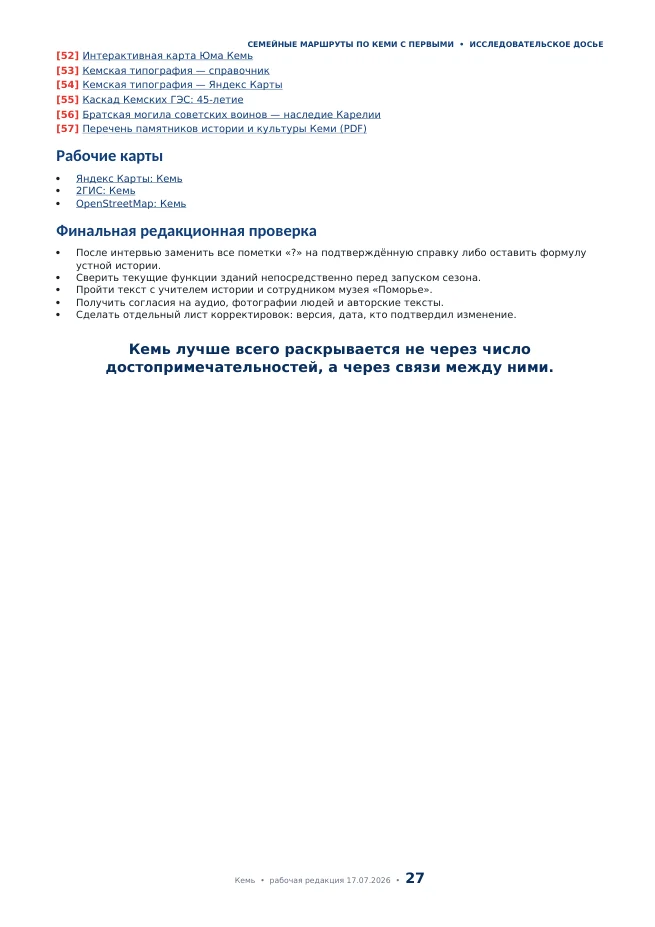 СЕМЕЙНЫЕ МАРШРУТЫ ПО КЕМИ С ПЕРВЫМИ • ИССЛЕДОВАТЕЛЬСКОЕ ДОСЬЕ
[52] Интерактивная карта Юма Кемь
[53] Кемская типография — справочник
[54] Кемская типография — Яндекс Карты
[55] Каскад Кемских ГЭС: 45-летие
[56] Братская могила советских воинов — наследие Карелии
[57] Перечень памятников истории и культуры Кеми (PDF)
Рабочие карты
• Яндекс Карты: Кемь
• 2ГИС: Кемь
• OpenStreetMap: Кемь
Финальная редакционная проверка
• После интервью заменить все пометки «?» на подтверждённую справку либо оставить формулу
устной истории.
• Сверить текущие функции зданий непосредственно перед запуском сезона.
• Пройти текст с учителем истории и сотрудником музея «Поморье».
• Получить согласия на аудио, фотографии людей и авторские тексты.
• Сделать отдельный лист корректировок: версия, дата, кто подтвердил изменение.
Кемь лучше всего раскрывается не через число
достопримечательностей, а через связи между ними.
Кемь • рабочая редакция 17.07.2026 • 27